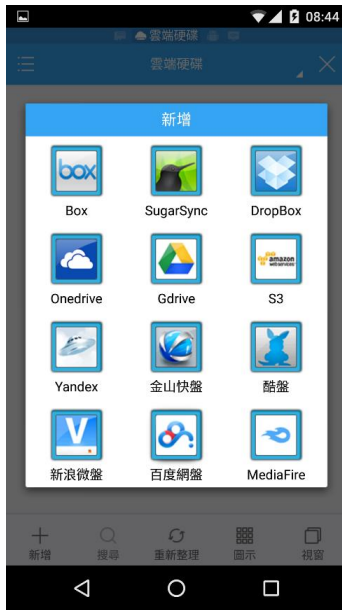 08:44
雲端硬碟
雲端硬碟
新增
box
Box
SugarSync
DropBox
amazon
webservices
Onedrive
Gdrive
S3
Yandex
金山快盤
酷盤
V
新浪微盤
百度網盤
MediaFire
新增
搜尋
重新整理
圖示
視窗